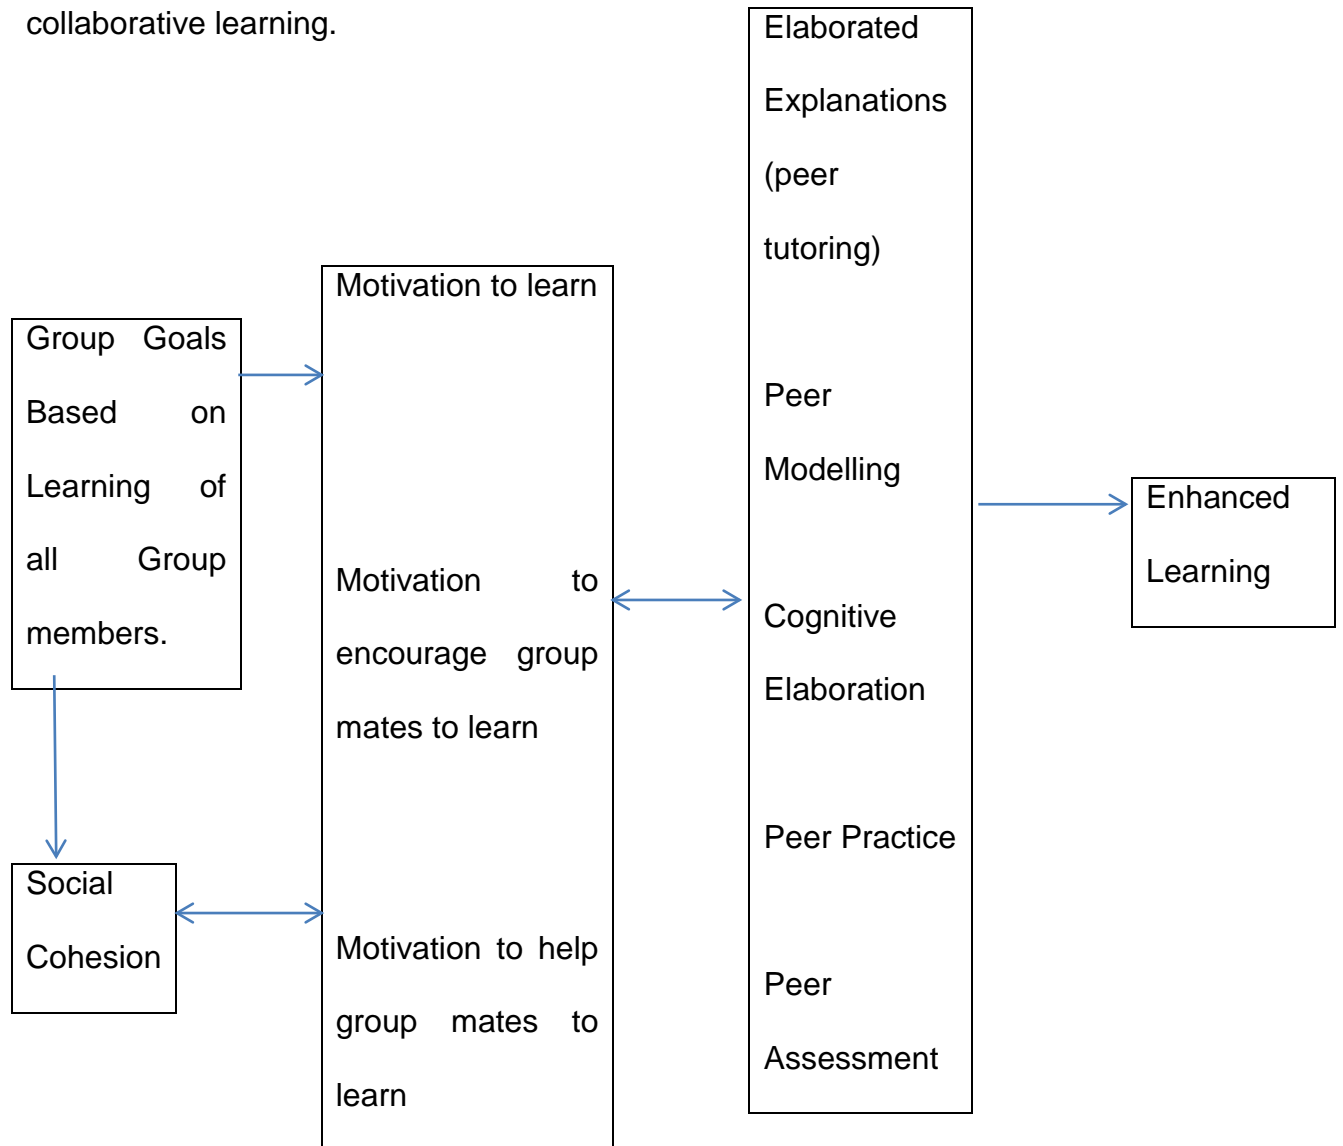 collaborative learning.
Group Goals
Based on
Learning of
all Group
members.
Social
Cohesion
Motivation to learn
Motivation to
encourage group
mates to learn
Motivation to help
group mates to
learn
Elaborated
Explanations
(peer
tutoring)
Peer
Modelling
Cognitive
Elaboration
Peer Practice
Peer
Assessment
Enhanced
Learning